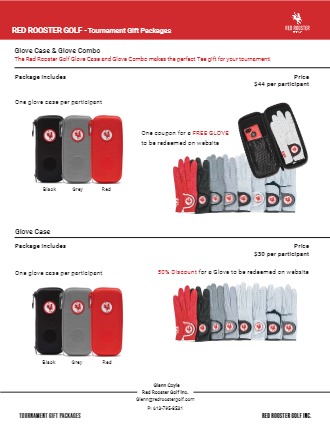 RED ROOSTER GOLF - Tournament Gift Packages
RED ROOSTER
GOLF
Glove Case & Glove Combo
The Red Rooster Golf Glove Case and Glove Combo makes the perfect Tee gift for your tournament
Package Includes
Price
$44 per participant
One glove case per participant
One coupon for a FREE GLOVE
to be redeemed on website
Black Grey Red
Glove Case
Package Includes
Price
$30 per participant
One glove case per participant
50% Discount for a Glove to be redeemed on website
Black Grey Red
Glenn Coyle
Red Rooster Golf Inc.
Glenn@redroostergolf.com
TOURNAMENT GIFT PACKAGES
RED ROOSTER GOLF INC.